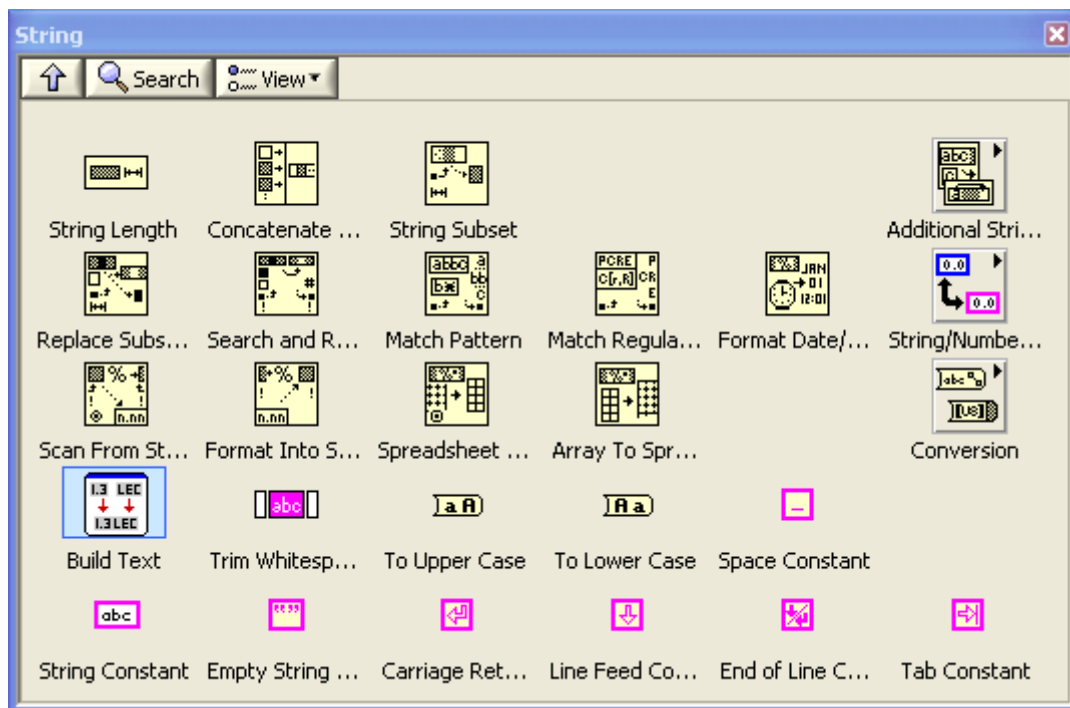 String
Search View
String Length Concatenate ... String Subset Additional Stri...
Replace Subs... Search and R... Match Pattern Match Regula... Format Date/... String/Numbe...
Scan From St... Format Into S... Spreadsheet ... Array To Spr... Conversion
Build Text Trim Whitesp... To Upper Case To Lower Case Space Constant
String Constant Empty String ... Carriage Ret... Line Feed Co... End of Line C... Tab Constant